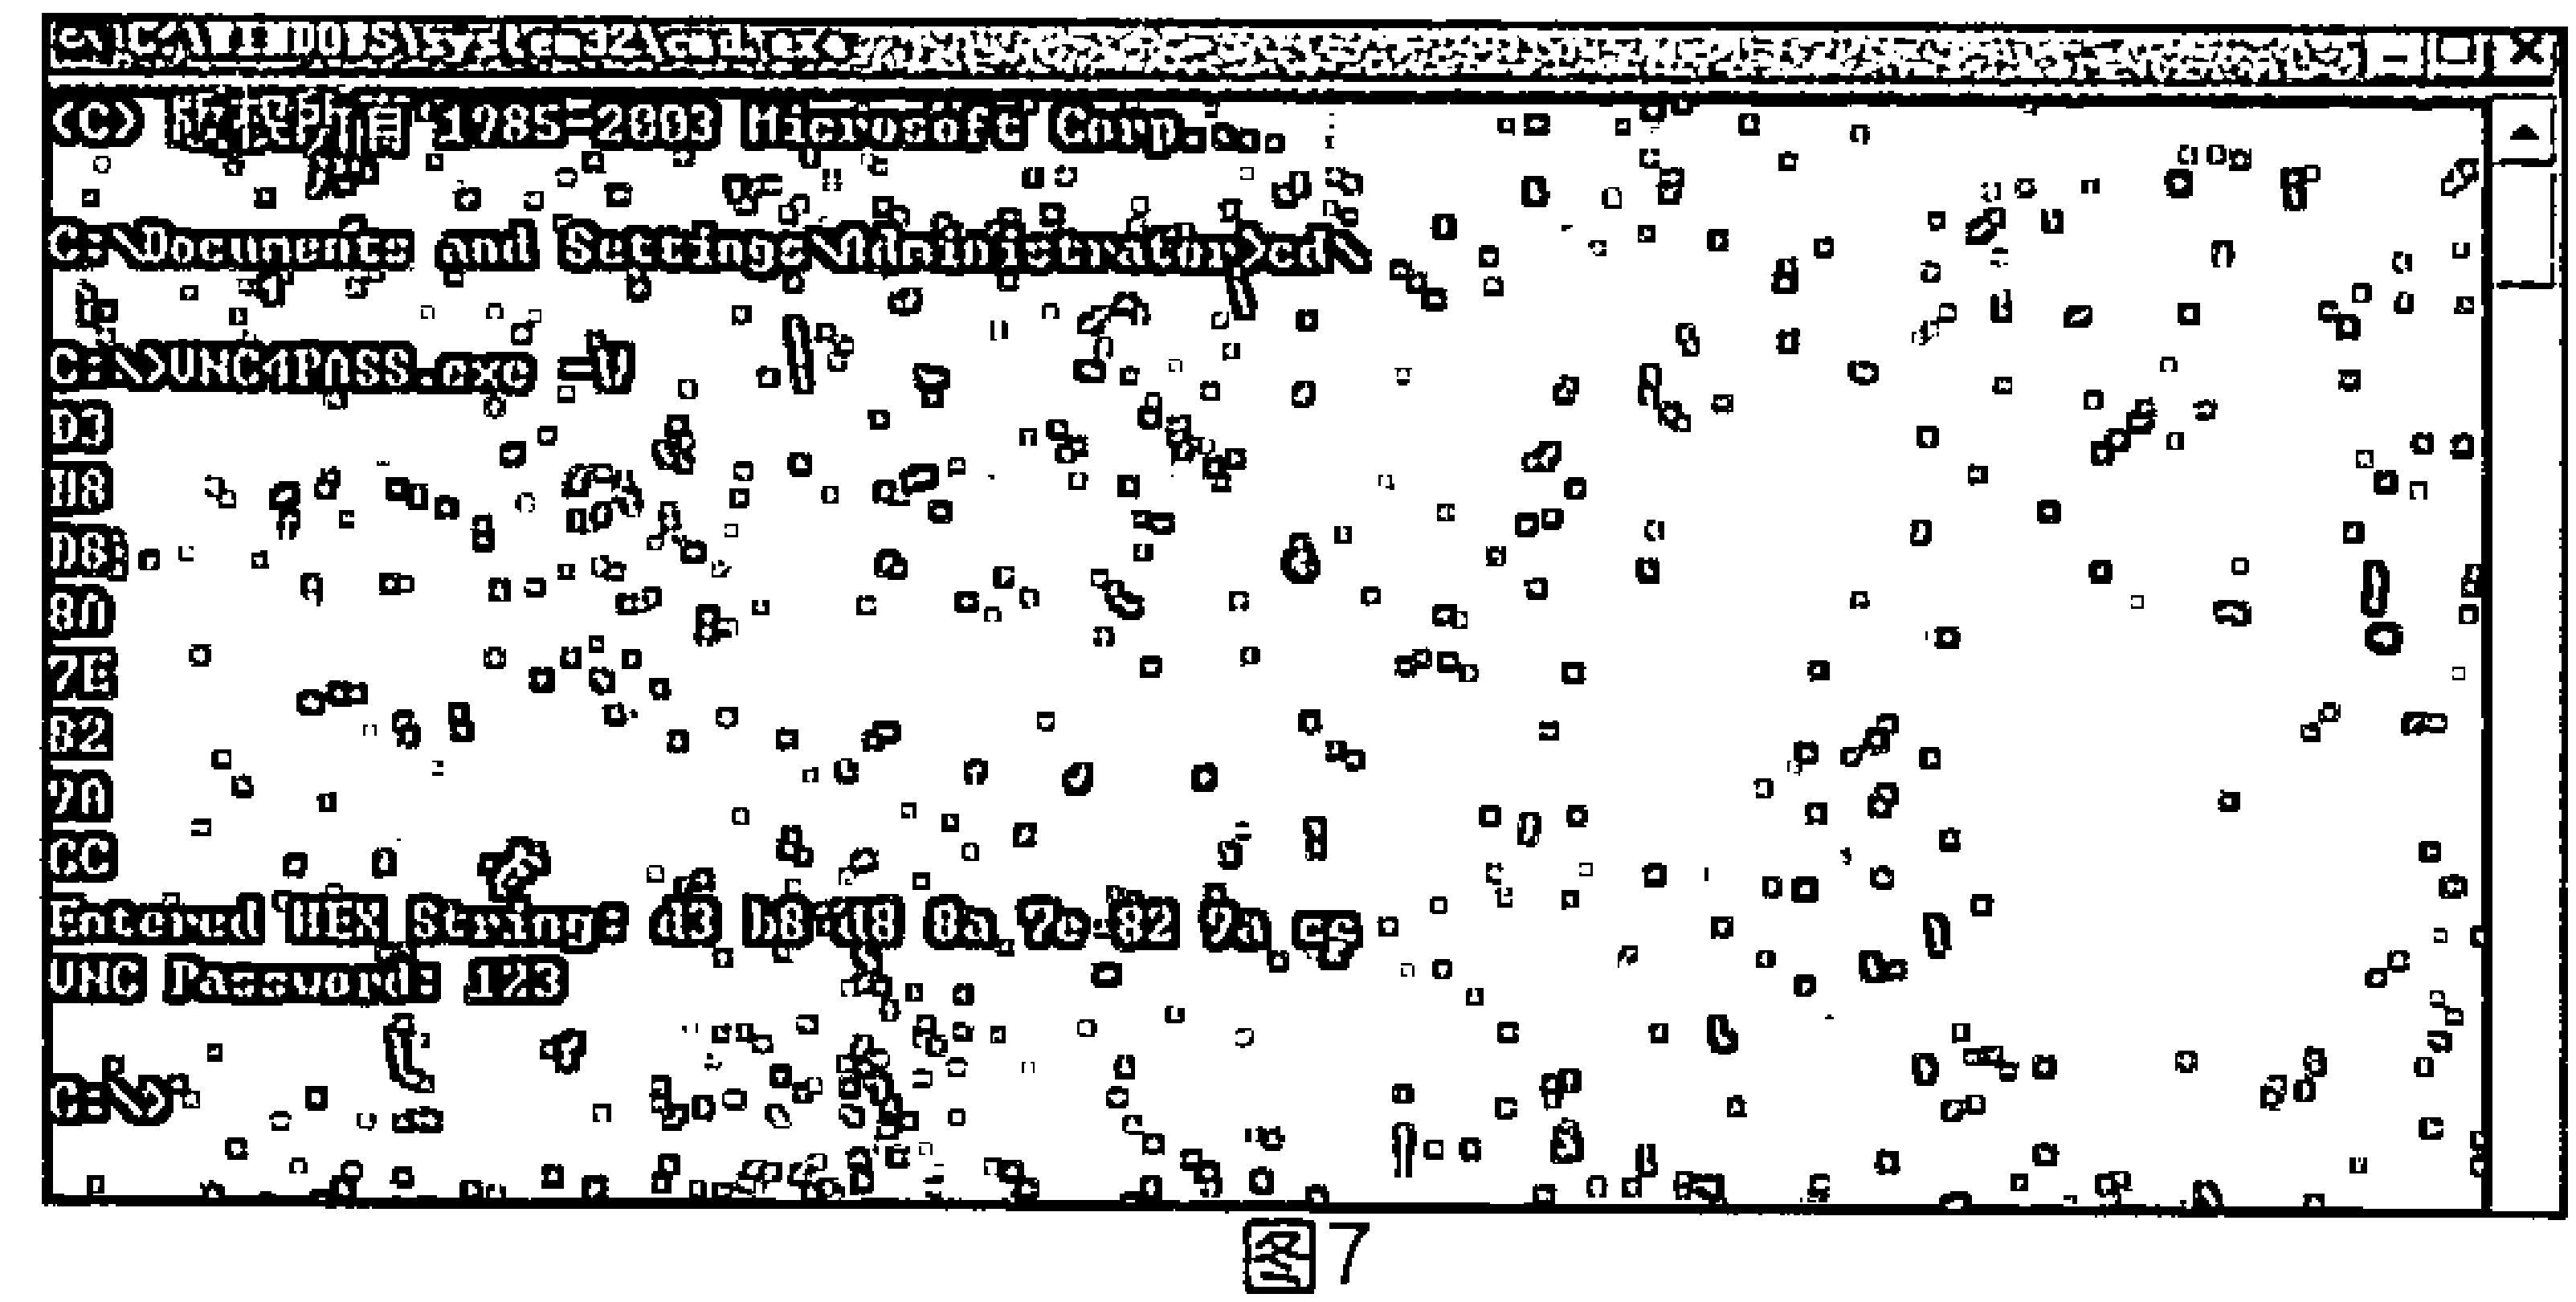 C:\WINDOWS\system32\cmd.exe
(C) 版权所有 1985-2003 Microsoft Corp.
C:\Documents and Settings\Administrator>cd\
C:\>VNC4PASS.exe -V
D3
B8
D8
8A
7E
82
9A
CC
Entered HEX String: d3 b8 d8 8a 7e 82 9a cc
VNC Password: 123
C:\>
图7